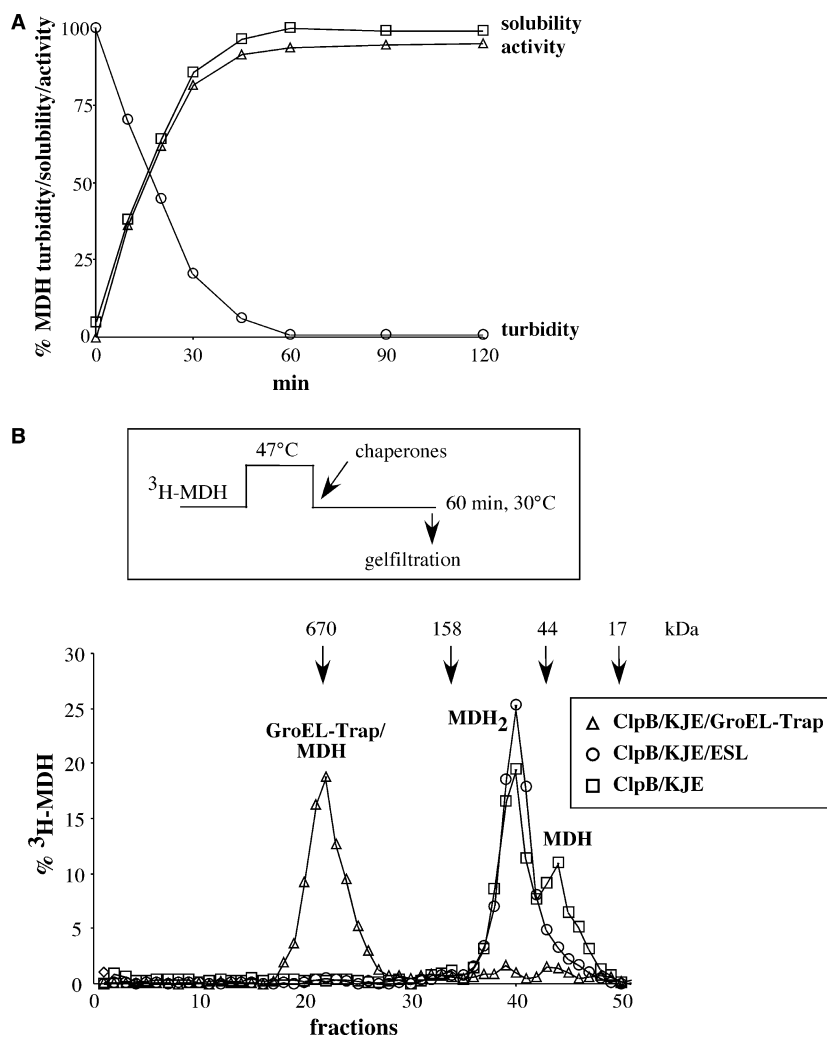 A
% MDH turbidity/solubility/activity
100
75
50
25
0
solubility
activity
turbidity
0 30 60 90 120
min
B
47°C
chaperones
³H-MDH
60 min, 30°C
gelfiltration
670 158 44 17 kDa
% ³H-MDH
30
25
20
15
10
5
0
GroEL-Trap/
MDH
MDH₂
MDH
ClpB/KJE/GroEL-Trap
ClpB/KJE/ESL
ClpB/KJE
0 10 20 30 40 50
fractions